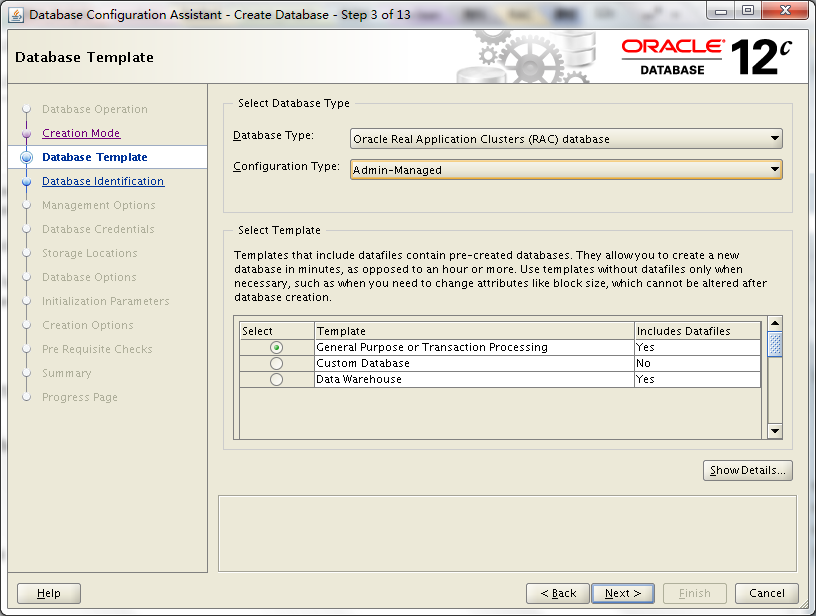 Database Configuration Assistant - Create Database - Step 3 of 13
Database Template
ORACLE®
DATABASE
12c
Database Operation
Creation Mode
Database Template
Database Identification
Management Options
Database Credentials
Storage Locations
Database Options
Initialization Parameters
Creation Options
Pre Requisite Checks
Summary
Progress Page
Select Database Type
Database Type:
Oracle Real Application Clusters (RAC) database
Configuration Type:
Admin-Managed
Select Template
Templates that include datafiles contain pre-created databases. They allow you to create a new
database in minutes, as opposed to an hour or more. Use templates without datafiles only when
necessary, such as when you need to change attributes like block size, which cannot be altered after
database creation.
Select Template Includes Datafiles
General Purpose or Transaction Processing Yes
Custom Database No
Data Warehouse Yes
Show Details...
Help
< Back
Next >
Finish
Cancel